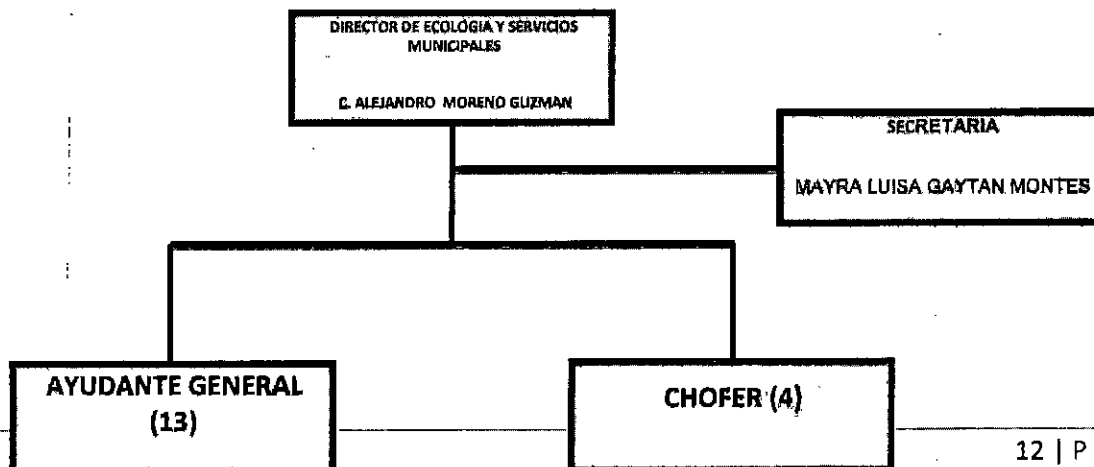 DIRECTOR DE ECOLOGIA Y SERVICIOS
MUNICIPALES
C. ALEJANDRO MORENO GUZMAN
SECRETARIA
MAYRA LUISA GAYTAN MONTES
AYUDANTE GENERAL
(13)
CHOFER (4)
12 | P